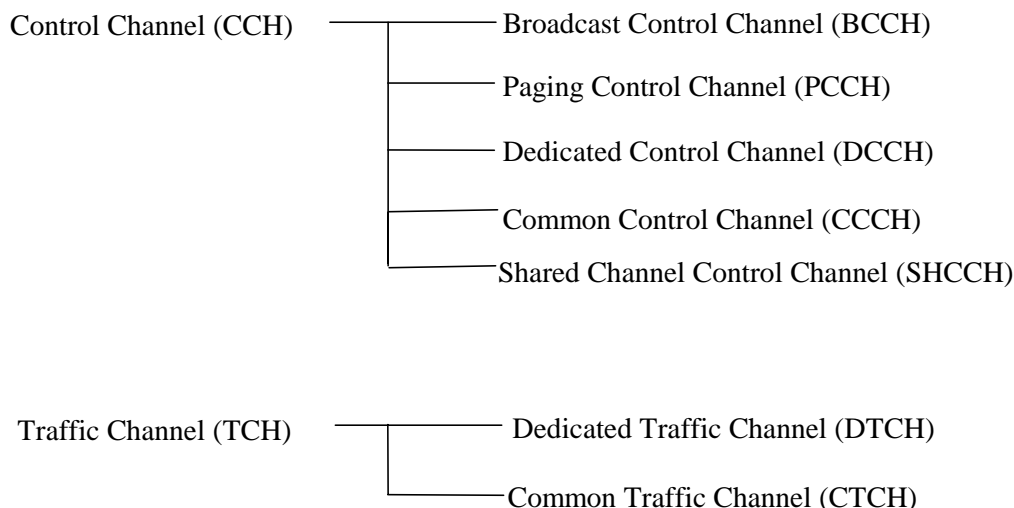 Control Channel (CCH)
Broadcast Control Channel (BCCH)
Paging Control Channel (PCCH)
Dedicated Control Channel (DCCH)
Common Control Channel (CCCH)
Shared Channel Control Channel (SHCCH)
Traffic Channel (TCH)
Dedicated Traffic Channel (DTCH)
Common Traffic Channel (CTCH)